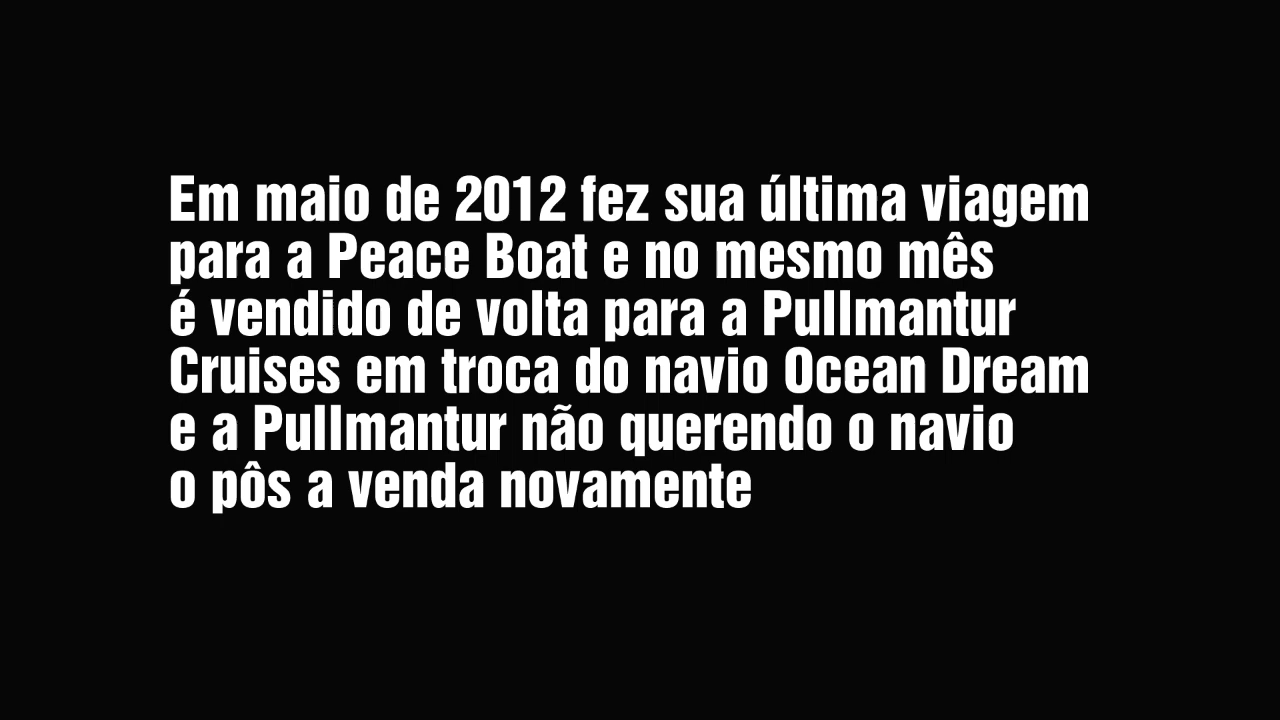 Em maio de 2012 fez sua última viagem
para a Peace Boat e no mesmo mês
é vendido de volta para a Pullmantur
Cruises em troca do navio Ocean Dream
e a Pullmantur não querendo o navio
o pôs a venda novamente